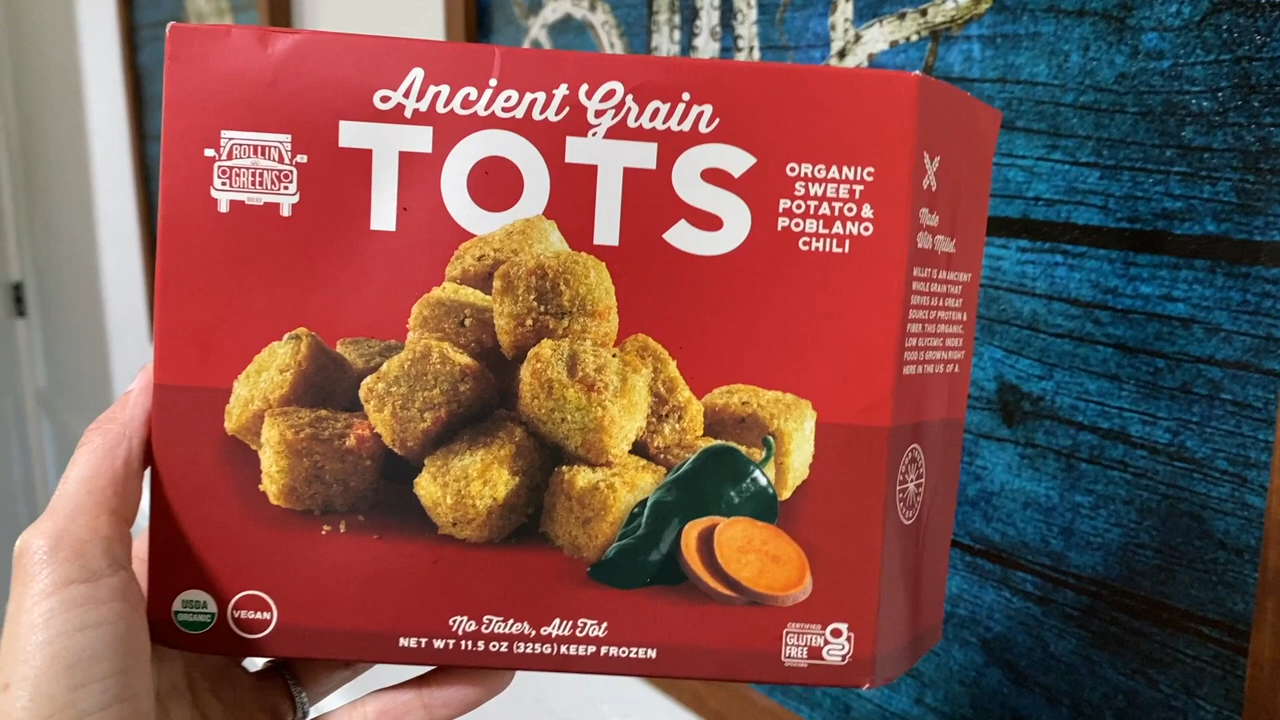 Ancient Grain
TOTS
ROLLIN
GREENS
ORGANIC
SWEET
POTATO &
POBLANO
CHILI
USDA
ORGANIC
VEGAN
No Tater, All Tot
NET WT 11.5 OZ (325G) KEEP FROZEN
CERTIFIED
GLUTEN
FREE
Made
With Millet.
MILLET IS AN ANCIENT
WHOLE GRAIN THAT
SERVES AS A GREAT
SOURCE OF PROTEIN &
FIBER. THIS ORGANIC,
LOW GLYCEMIC INDEX
FOOD IS GROWN RIGHT
HERE IN THE US OF A.